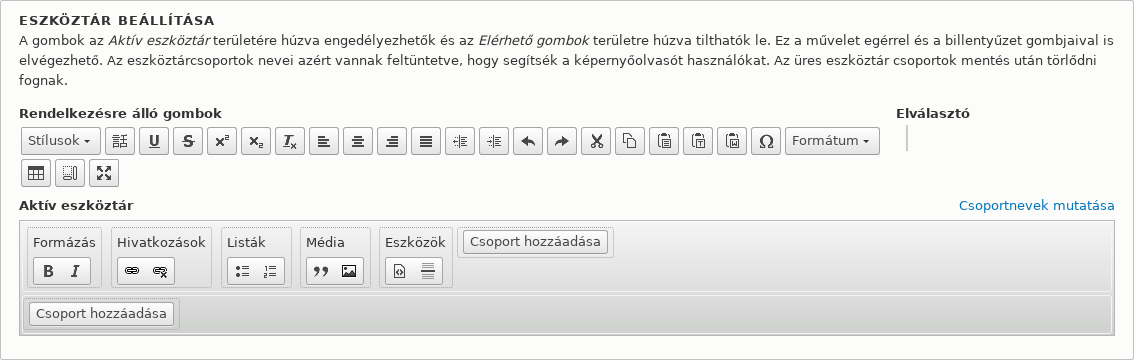 ESZKÖZTÁR BEÁLLÍTÁSA
A gombok az Aktív eszköztár területére húzva engedélyezhetők és az Elérhető gombok területre húzva tilthatók le. Ez a művelet egérrel és a billentyűzet gombjaival is
elvégezhető. Az eszköztárcsoportok nevei azért vannak feltüntetve, hogy segítsék a képernyőolvasót használókat. Az üres eszköztár csoportok mentés után törlődni
fognak.
Rendelkezésre álló gombok Elválasztó
Stílusok Formátum
Aktív eszköztár Csoportnevek mutatása
Formázás Hivatkozások Listák Média Eszközök Csoport hozzáadása
Csoport hozzáadása